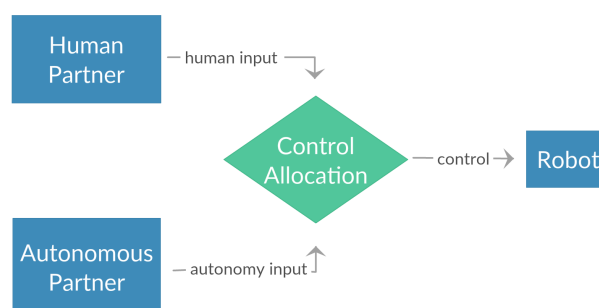 Human
Partner
human input
Control
Allocation
control
Robot
Autonomous
Partner
autonomy input